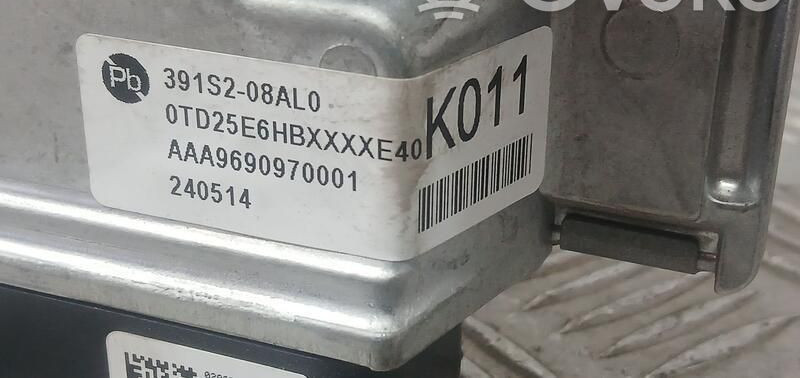 Pb
391S2-08AL0
0TD25E6HBXXXXE40
K011
AAA9690970001
240514